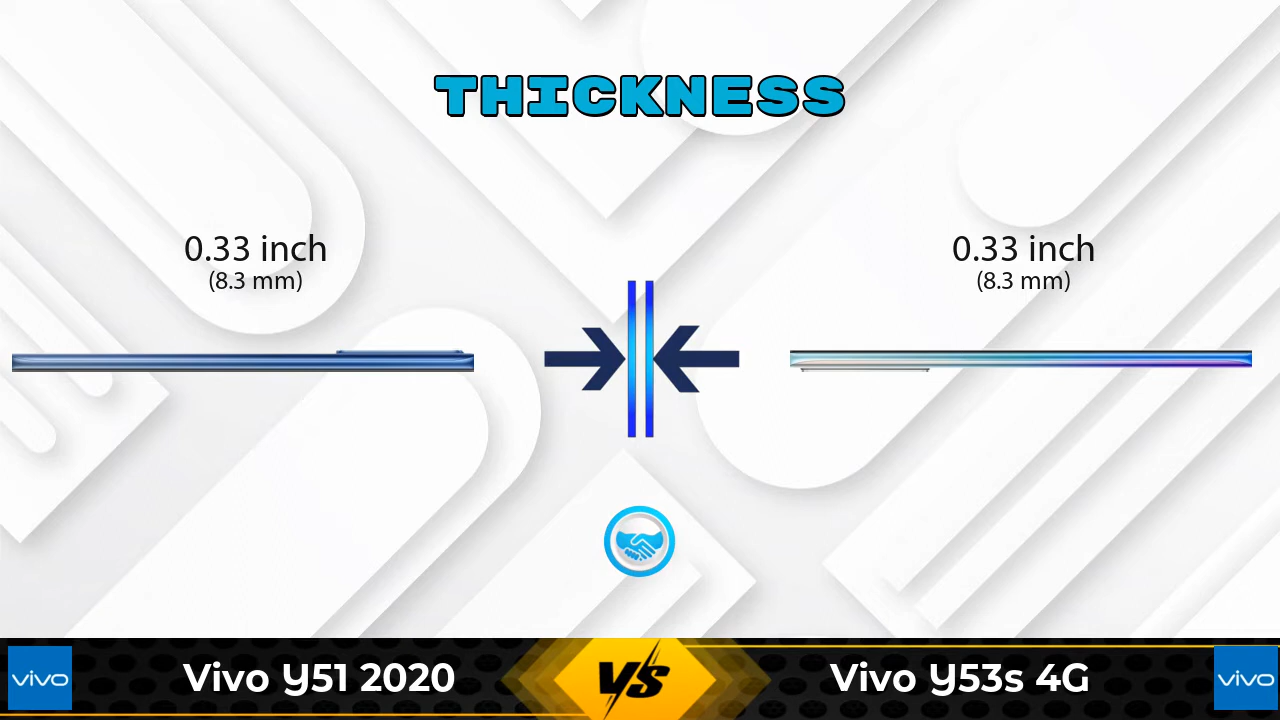 THICKNESS
0.33 inch
(8.3 mm)
0.33 inch
(8.3 mm)
vivo
Vivo Y51 2020
VS
Vivo Y53s 4G
vivo